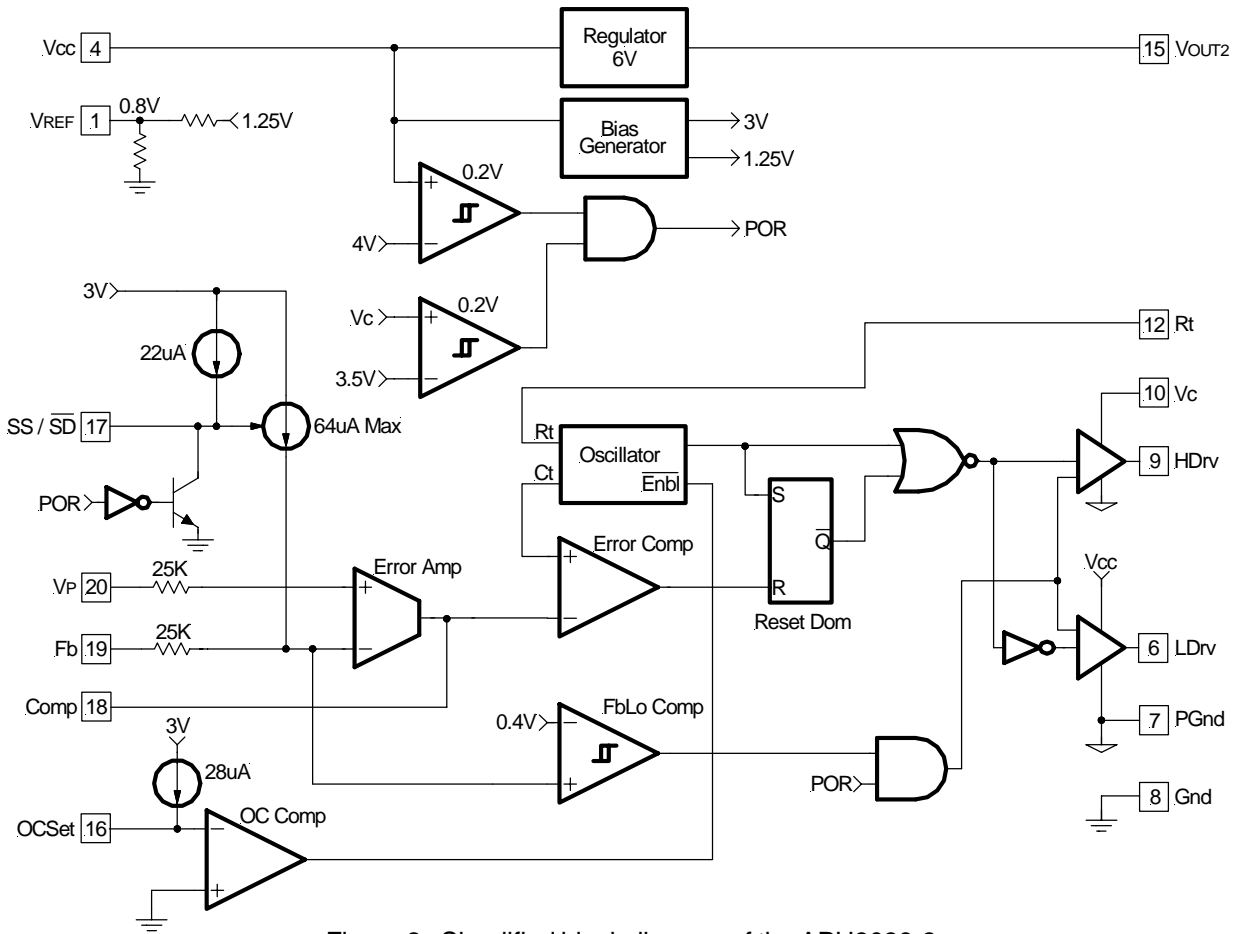 Vcc 4
Regulator
6V
15 VOUT2
VREF 1
0.8V
1.25V
Bias
Generator
3V
1.25V
0.2V
+
4V
−
POR
3V
0.2V
Vc
+
3.5V
−
12 Rt
22uA
10 Vc
SS / SD 17
64uA Max
Rt
Ct
Oscillator
Enbl
9 HDrv
POR
S
Q
R
Reset Dom
Error Comp
+
−
VP 20
25K
Error Amp
+
−
Vcc
Fb 19
25K
6 LDrv
Comp 18
FbLo Comp
0.4V
−
+
7 PGnd
3V
28uA
POR
8 Gnd
OCSet 16
OC Comp
−
+